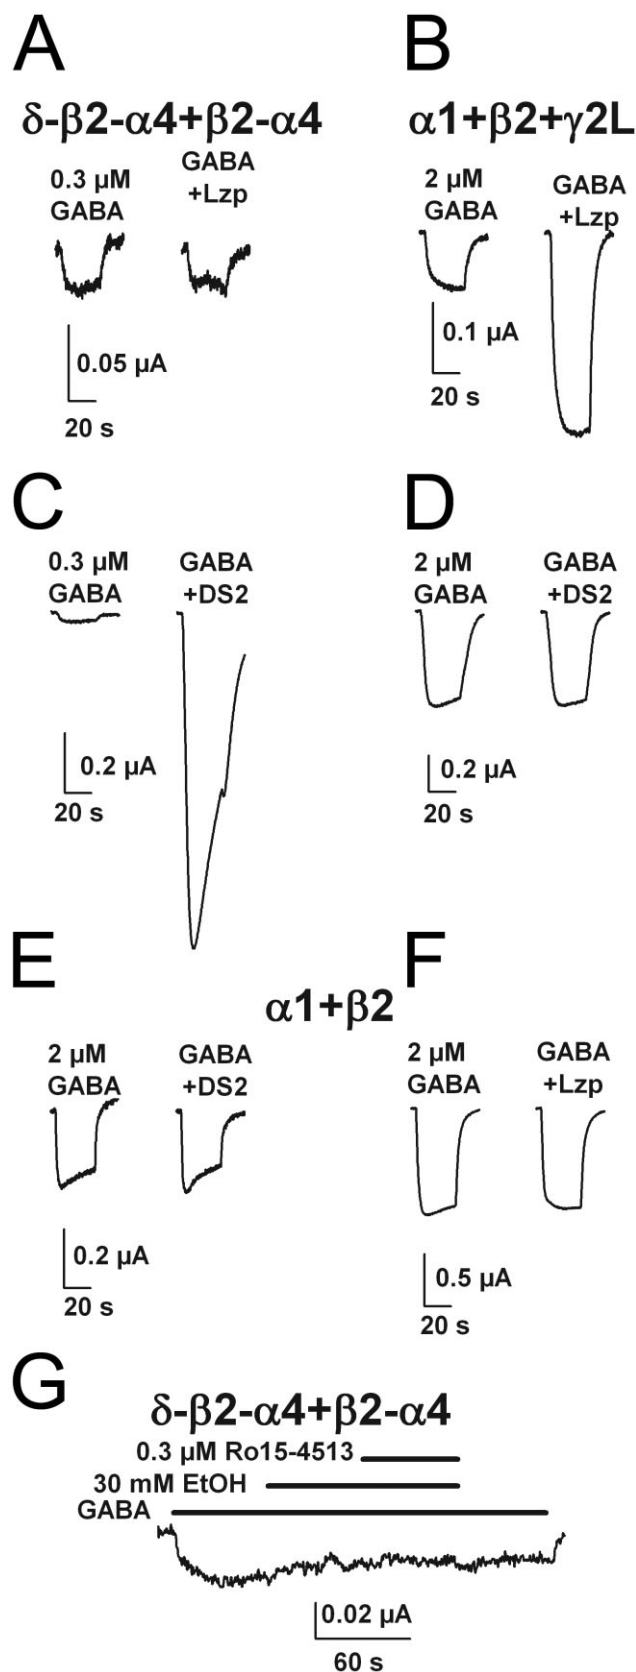 A
B
δ-β2-α4+β2-α4
α1+β2+γ2L
0.3 µM
GABA
GABA
+Lzp
2 µM
GABA
GABA
+Lzp
0.05 µA
20 s
0.1 µA
20 s
C
D
0.3 µM
GABA
GABA
+DS2
2 µM
GABA
GABA
+DS2
0.2 µA
20 s
0.2 µA
20 s
E
F
α1+β2
2 µM
GABA
GABA
+DS2
2 µM
GABA
GABA
+Lzp
0.2 µA
20 s
0.5 µA
20 s
G
δ-β2-α4+β2-α4
0.3 µM Ro15-4513
30 mM EtOH
GABA
0.02 µA
60 s